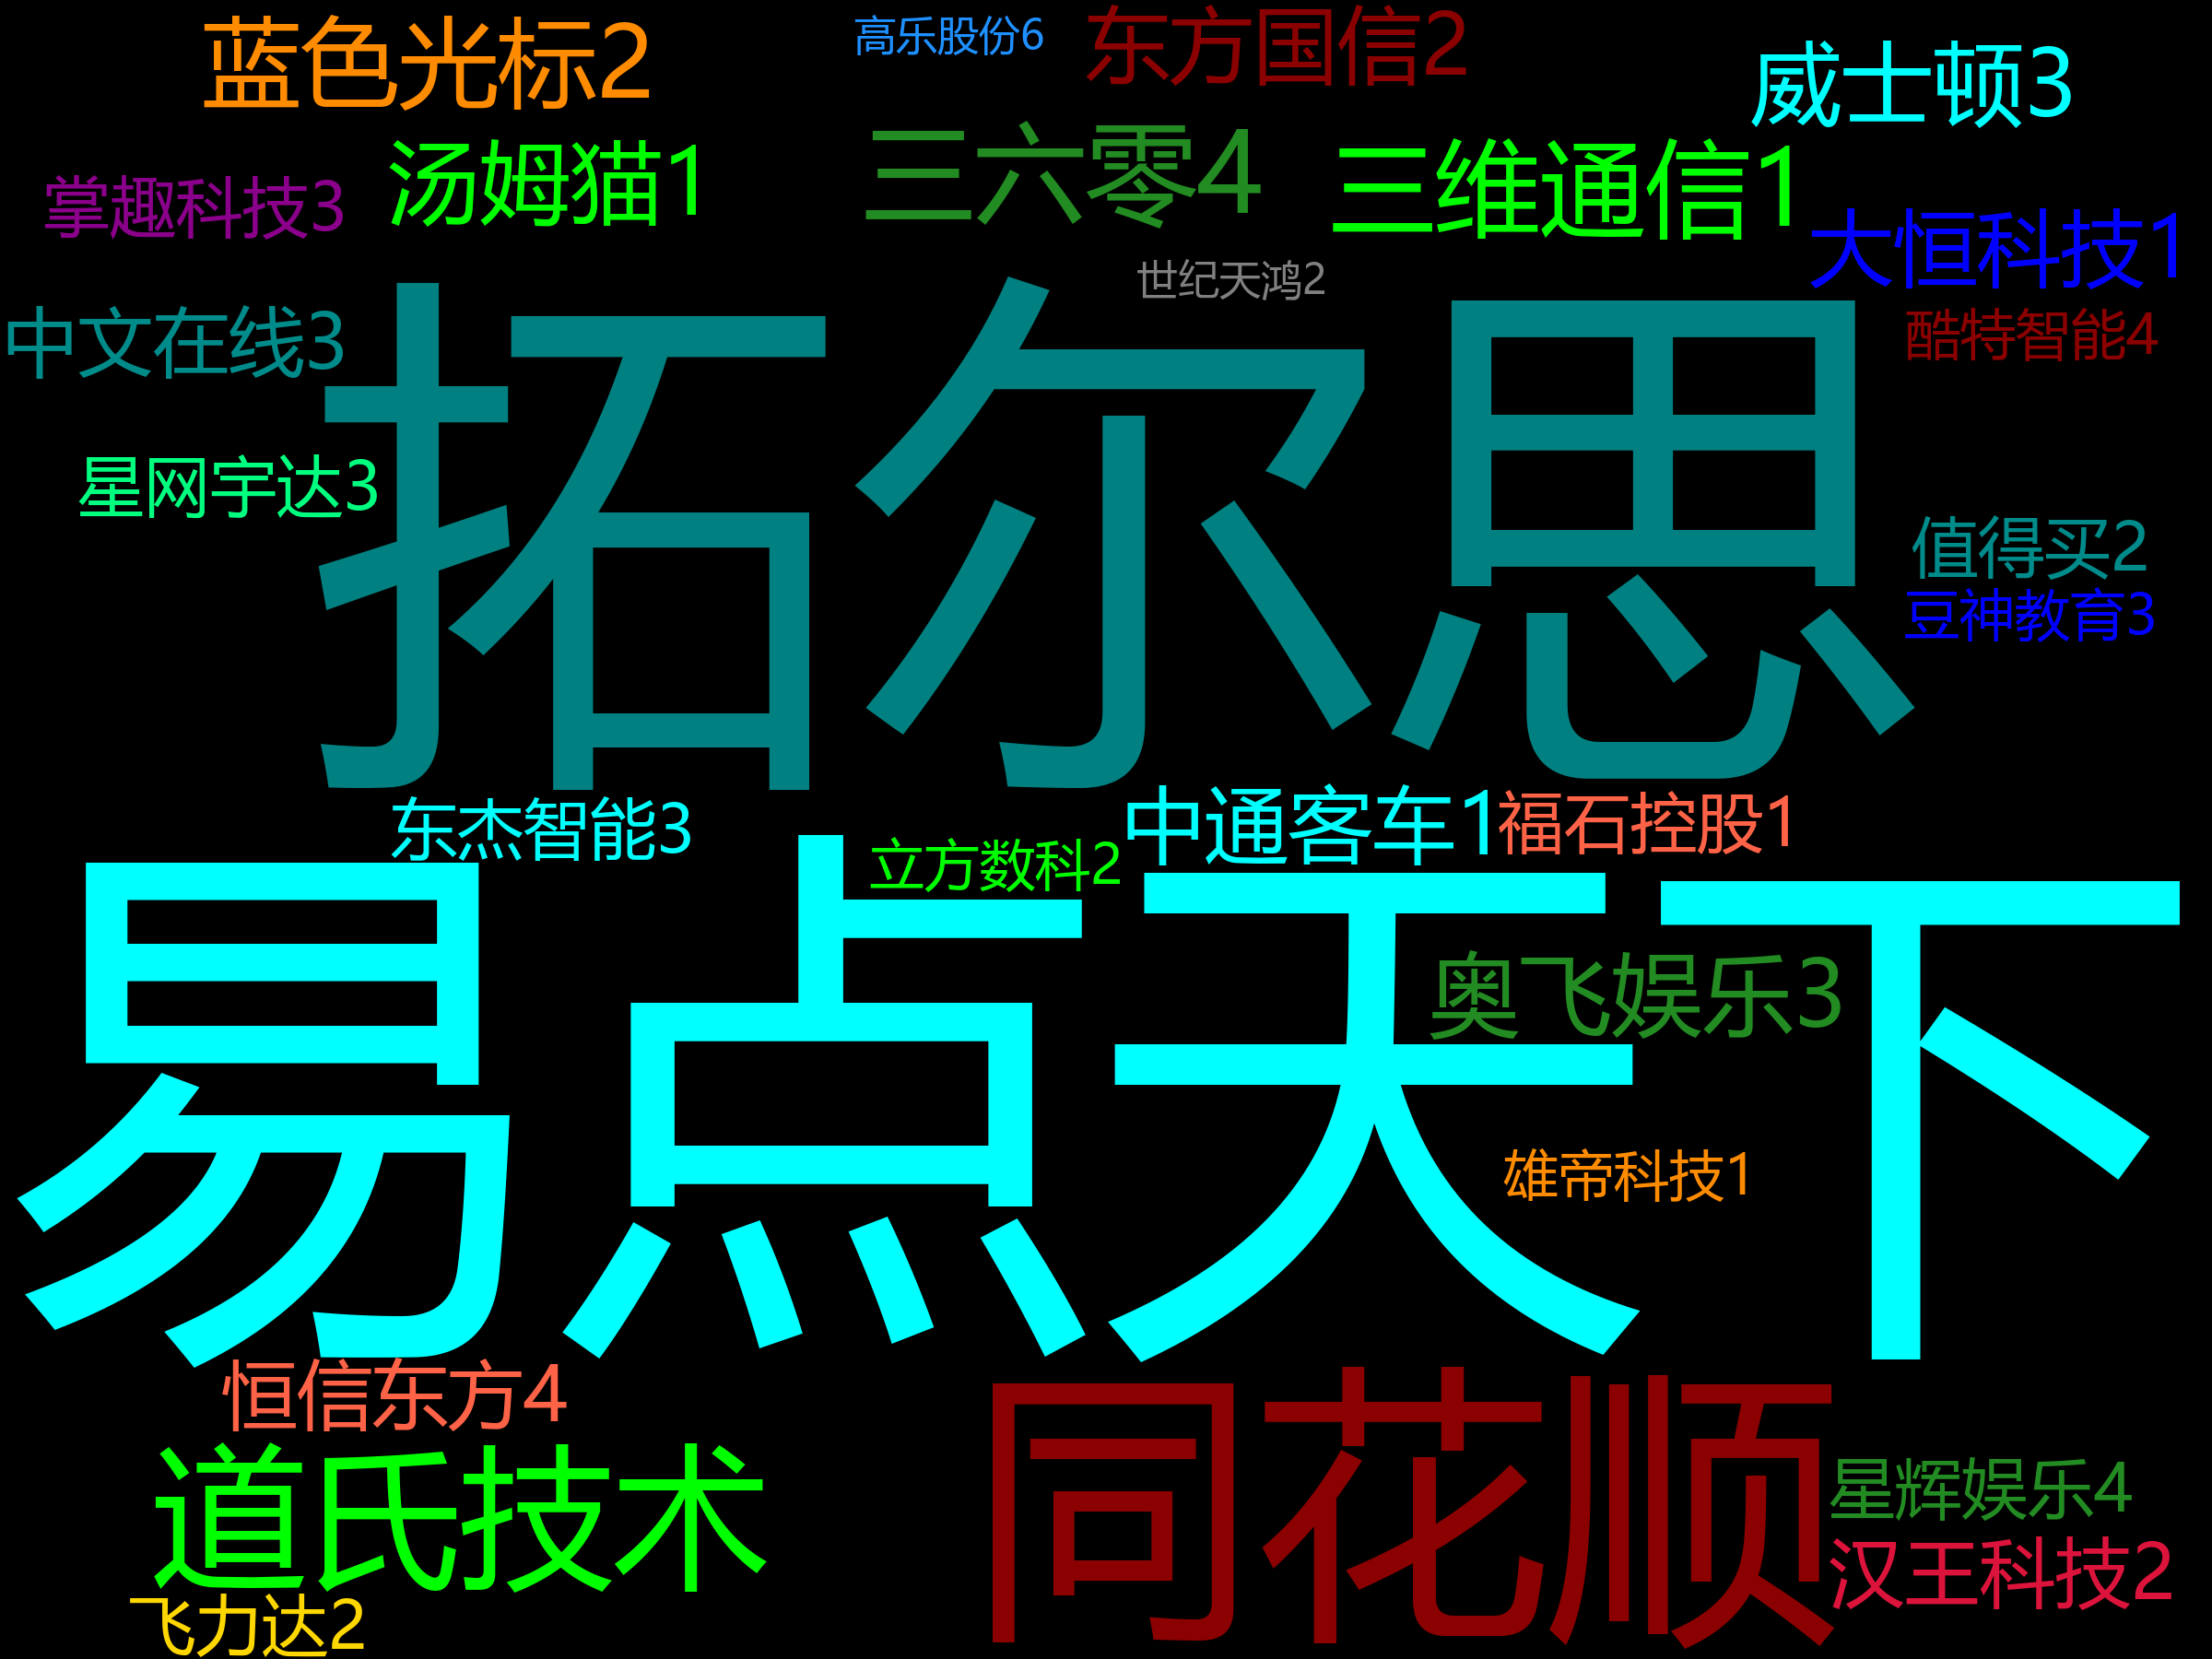 蓝色光标2
高乐股份6
东方国信2
威士顿3
汤姆猫1
三六零4
三维通信1
掌趣科技3
大恒科技1
世纪天鸿2
中文在线3
酷特智能4
拓尔思
星网宇达3
值得买2
豆神教育3
东杰智能3
中通客车1
福石控股1
立方数科2
易点天下
奥飞娱乐3
雄帝科技1
恒信东方4
同花顺
道氏技术
星辉娱乐4
汉王科技2
飞力达2